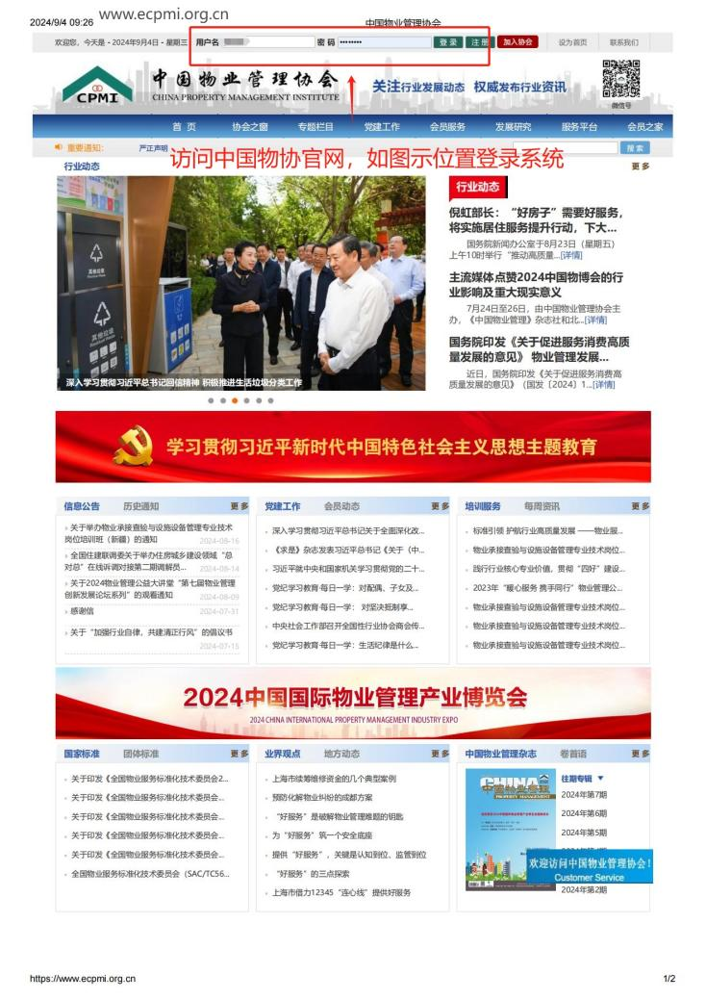 www.ecpmi.org.cn
2024/9/4 09:26
中国物业管理协会
欢迎您，今天是 - 2024年9月4日 - 星期三
用户名
密 码 ••••••••
登 录
注 册
加入协会
设为首页
联系我们
CPMI
中国物业管理协会
CHINA PROPERTY MANAGEMENT INSTITUTE
关注行业发展动态 权威发布行业资讯
微信号
首 页
协会之窗
专题栏目
党建工作
会员服务
发展研究
服务平台
会员之家
重要通知：
严正声明
搜 索
访问中国物协官网，如图示位置登录系统
行业动态
更 多
其他垃圾
Residual Waste
其他垃圾
深入学习贯彻习近平总书记回信精神 积极推进生活垃圾分类工作
行业动态
倪虹部长：“好房子”需要好服务，
将实施居住服务提升行动，下大...
国务院新闻办公室于8月23日（星期五）
上午10时举行“推动高质量...[详情]
主流媒体点赞2024中国物博会的行
业影响及重大现实意义
7月24日至26日，由中国物业管理协会主
办，《中国物业管理》杂志社和北...[详情]
国务院印发《关于促进服务消费高质
量发展的意见》 物业管理发展...
近日，国务院印发《关于促进服务消费高
质量发展的意见》（国发〔2024〕1...[详情]
学习贯彻习近平新时代中国特色社会主义思想主题教育
信息公告
历史通知
更 多
关于举办物业承接查验与设施设备管理专业技术
岗位培训班（新疆）的通知
2024-08-16
全国住建联调委关于举办住房城乡建设领域“总
对总”在线诉调对接第二期调解员...
2024-08-14
关于2024物业管理公益大讲堂“第七届物业管理
创新发展论坛系列”的观看通知
2024-08-09
感谢信
2024-07-31
关于“加强行业自律，共建清正行风”的倡议书
2024-07-15
党建工作
会员动态
更 多
深入学习贯彻习近平总书记关于全面深化改...
《求是》杂志发表习近平总书记《关于〈中...
习近平就中央和国家机关学习贯彻党的二十...
党纪学习教育·每日一学：对配偶、子女及...
党纪学习教育·每日一学： 对坚决抵制享...
中央社会工作部召开全国性行业协会商会传...
党纪学习教育·每日一学：生活纪律是什么...
培训服务
每周资讯
更 多
标准引领 护航行业高质量发展 ——物业服...
物业承接查验与设施设备管理专业技术岗位...
践行行业核心专业价值，贯彻“四好”建设...
2023年“暖心服务 携手同行”物业管理公...
物业承接查验与设施设备管理专业技术岗位...
物业承接查验与设施设备管理专业技术岗位...
物业承接查验与设施设备管理专业技术岗位...
2024中国国际物业管理产业博览会
2024 CHINA INTERNATIONAL PROPERTY MANAGEMENT INDUSTRY EXPO
国家标准
团体标准
更 多
关于印发《全国物业服务标准化技术委员会2...
关于印发《全国物业服务标准化技术委员会...
关于印发《全国物业服务标准化技术委员会...
关于印发《全国物业服务标准化技术委员会...
关于印发《全国物业服务标准化技术委员会...
全国物业服务标准化技术委员会（SAC/TC56...
业界观点
地方动态
更 多
上海市续筹维修资金的几个典型案例
预防化解物业纠纷的成都方案
“好服务”是破解物业管理难题的钥匙
为“好服务”筑一个安全底座
提供“好服务”，关键是认知到位、监管到位
“好服务”的三点探索
上海市借力12345“连心线”提供好服务
中国物业管理杂志
卷首语
更 多
CHINA
中国物业管理
PROPERTY MANAGEMENT
往期专辑
2024年第7期
2024年第6期
2024年第5期
欢迎访问中国物业管理协会！
Customer Service
2024年第2期
https://www.ecpmi.org.cn
1/2